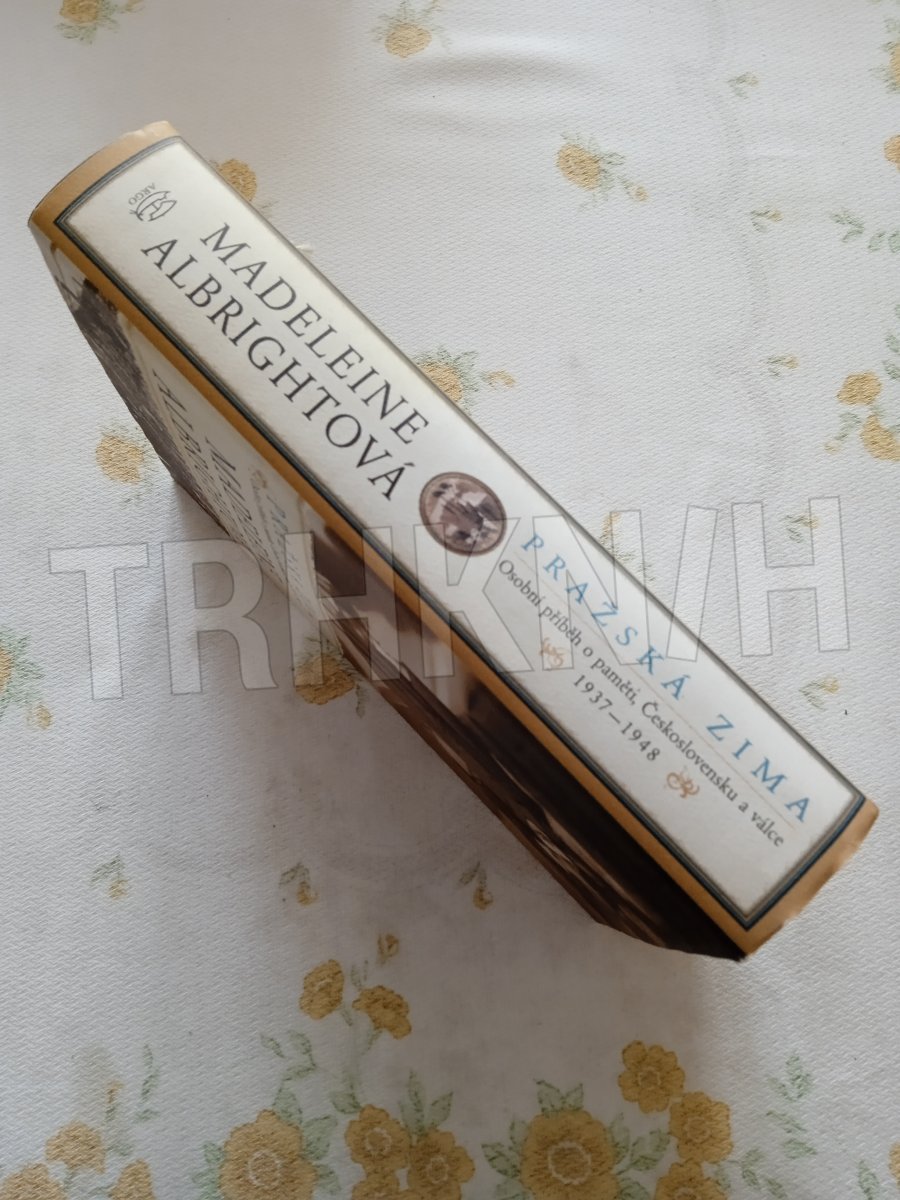 ARGO
MADELEINE
ALBRIGHTOVÁ
PRAŽSKÁ ZIMA
Osobní příběh o paměti, Československu a válce
1937–1948
TRHKNIH